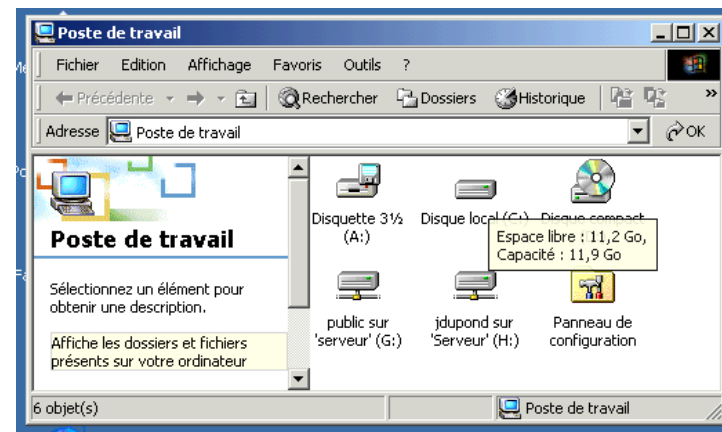 Poste de travail
Fichier Edition Affichage Favoris Outils ?
Précédente Rechercher Dossiers Historique »
Adresse Poste de travail OK
Poste de travail
Sélectionnez un élément pour
obtenir une description.
Affiche les dossiers et fichiers
présents sur votre ordinateur
Disquette 3½
(A:)
Disque local (C:)
Disque compact
Espace libre : 11,2 Go,
Capacité : 11,9 Go
public sur
'serveur' (G:)
jdupond sur
'Serveur' (H:)
Panneau de
configuration
6 objet(s)
Poste de travail